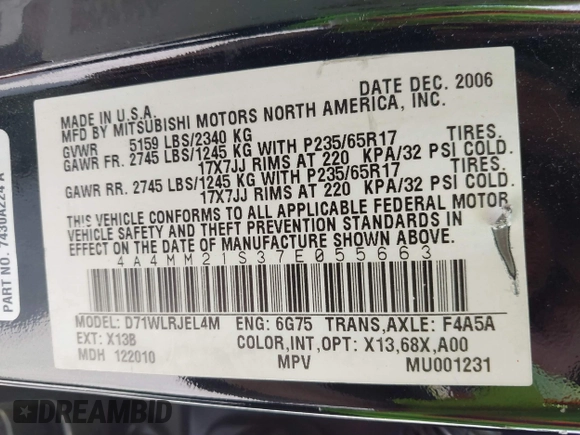 MADE IN U.S.A. DATE DEC. 2006
MFD BY MITSUBISHI MOTORS NORTH AMERICA, INC.
GVWR 5159 LBS/2340 KG
GAWR FR. 2745 LBS/1245 KG WITH P235/65R17 TIRES.
17X7JJ RIMS AT 220 KPA/32 PSI COLD.
GAWR RR. 2745 LBS/1245 KG WITH P235/65R17 TIRES.
17X7JJ RIMS AT 220 KPA/32 PSI COLD.
THIS VEHICLE CONFORMS TO ALL APPLICABLE FEDERAL MOTOR
VEHICLE SAFETY AND THEFT PREVENTION STANDARDS IN
EFFECT ON THE DATE OF MANUFACTURE SHOWN ABOVE.
4A4MM21S37E055663
MODEL: D71WLRJEL4M ENG: 6G75 TRANS,AXLE: F4A5A
EXT: X13B COLOR,INT,OPT: X13,68X,A00
MDH 122010 MPV MU001231
PART NO. 7430A224 A
DREAMBID